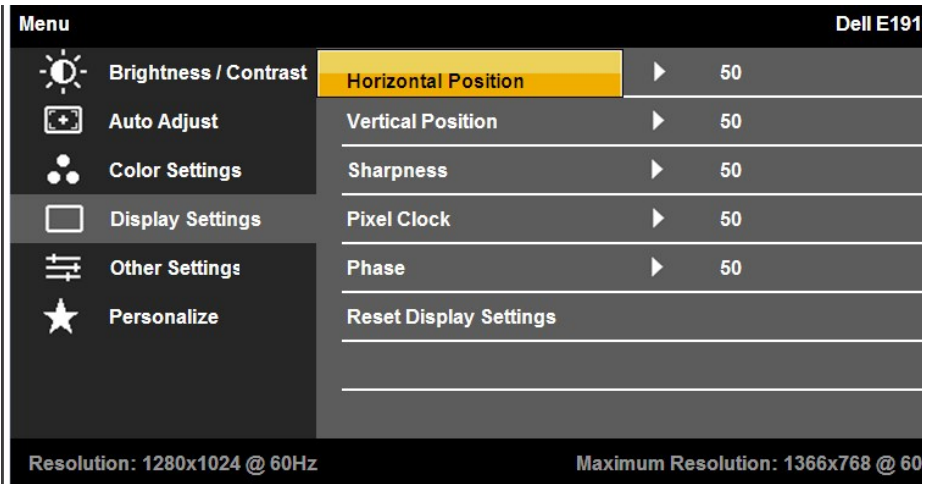 Menu Dell E191
Brightness / Contrast Horizontal Position 50
Auto Adjust Vertical Position 50
Color Settings Sharpness 50
Display Settings Pixel Clock 50
Other Settings Phase 50
Personalize Reset Display Settings
Resolution: 1280x1024 @ 60Hz Maximum Resolution: 1366x768 @ 60